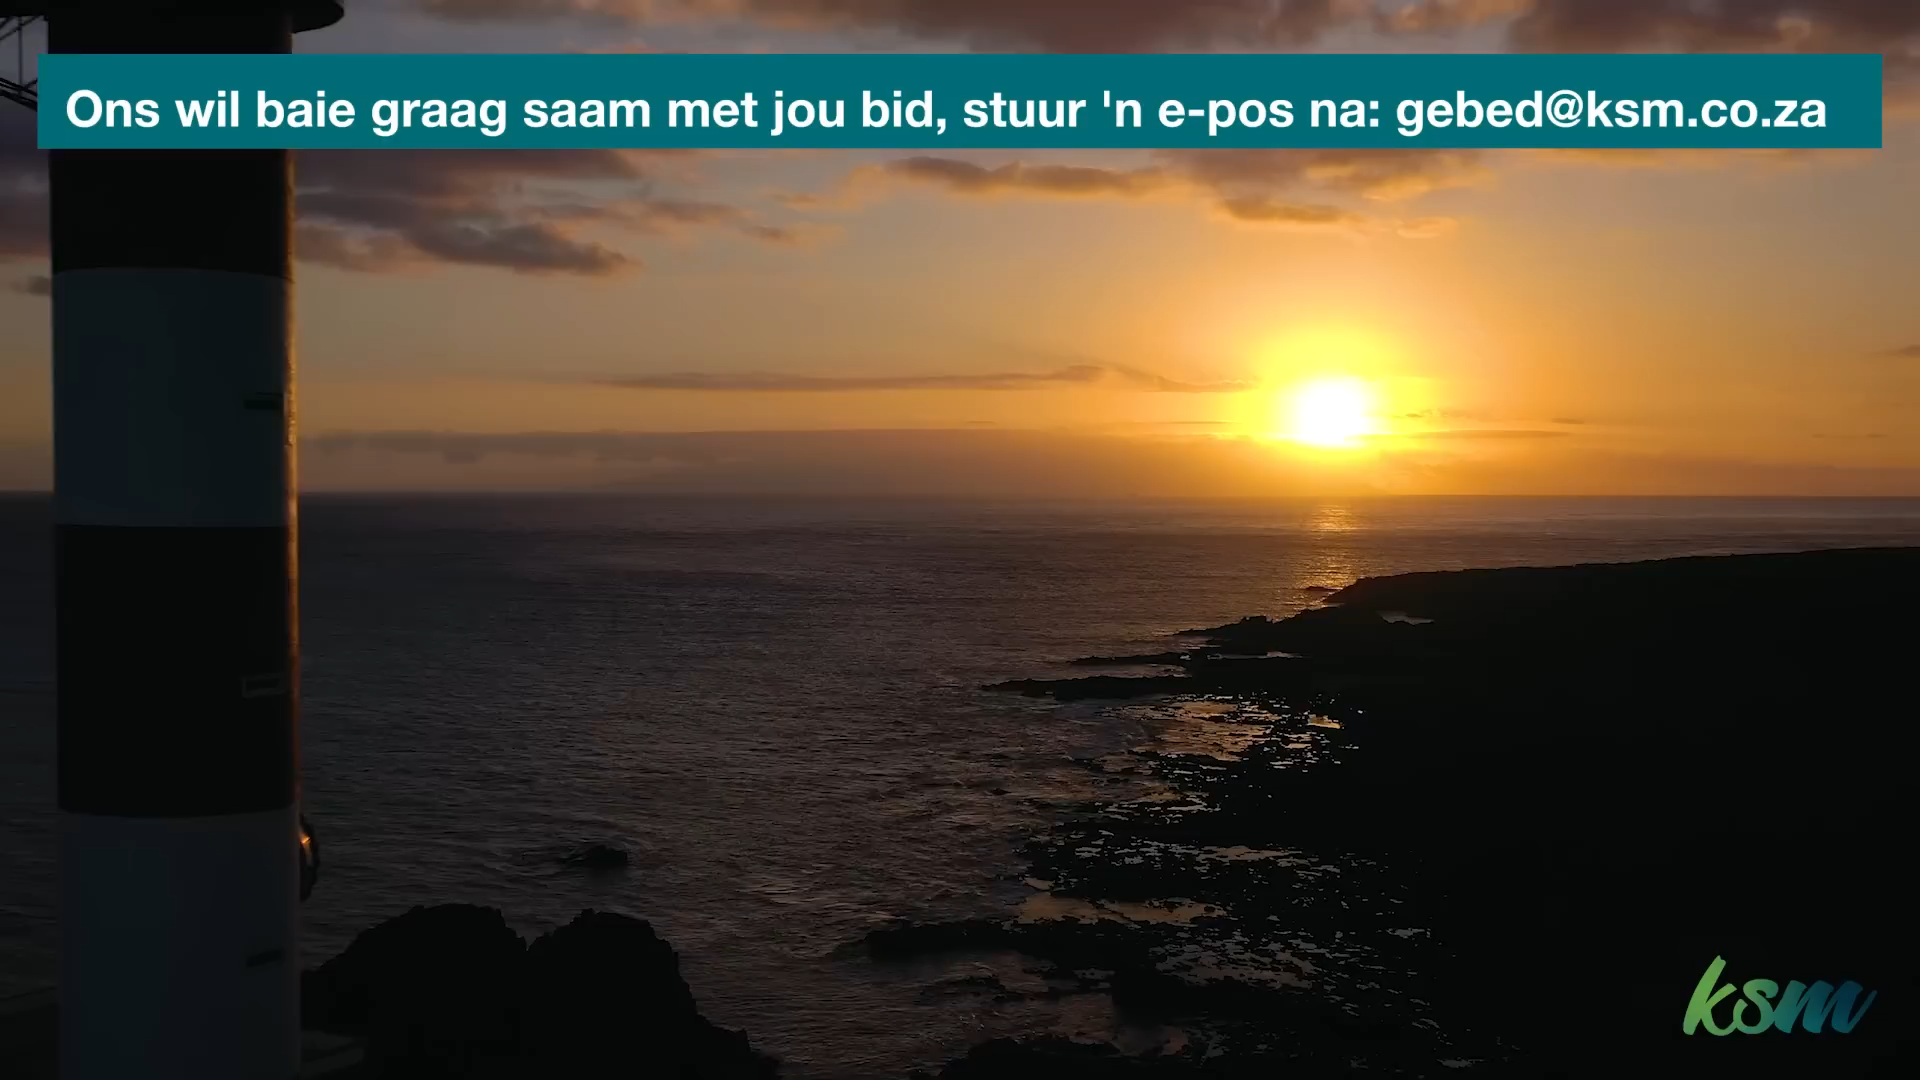 Ons wil baie graag saam met jou bid, stuur 'n e-pos na: gebed@ksm.co.za
ksm